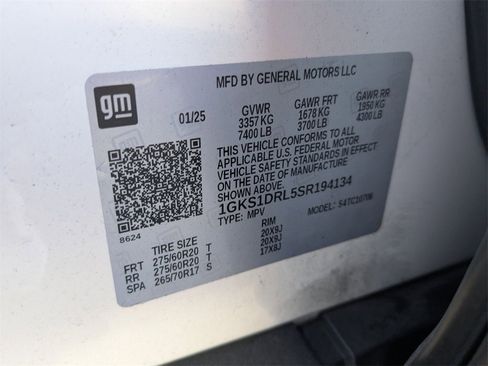 gm
MFD BY GENERAL MOTORS LLC
01/25 GVWR GAWR FRT GAWR RR
3357 KG 1678 KG 1950 KG
7400 LB 3700 LB 4300 LB
THIS VEHICLE CONFORMS TO ALL
APPLICABLE U.S. FEDERAL MOTOR
VEHICLE SAFETY STANDARDS IN EFFECT
ON THE DATE OF MANUFACTURE
SHOWN ABOVE.
1GKS1DRL5SR194134
TYPE: MPV MODEL: S4TC10706
8624
TIRE SIZE RIM
FRT 275/60R20 T 20X9J
RR 275/60R20 T 20X9J
SPA 265/70R17 S 17X8J